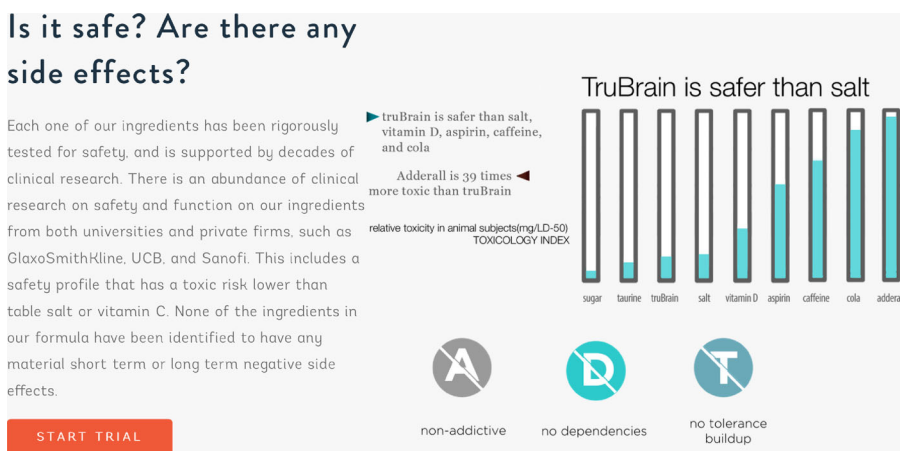 Is it safe? Are there any
side effects?
Each one of our ingredients has been rigorously
tested for safety, and is supported by decades of
clinical research. There is an abundance of clinical
research on safety and function on our ingredients
from both universities and private firms, such as
GlaxoSmithKline, UCB, and Sanofi. This includes a
safety profile that has a toxic risk lower than
table salt or vitamin C. None of the ingredients in
our formula have been identified to have any
material short term or long term negative side
effects.
START TRIAL
truBrain is safer than salt,
vitamin D, aspirin, caffeine,
and cola
Adderall is 39 times
more toxic than truBrain
relative toxicity in animal subjects(mg/LD-50)
TOXICOLOGY INDEX
TruBrain is safer than salt
sugar taurine truBrain salt vitamin D aspirin caffeine cola addera
A D T
non-addictive no dependencies no tolerance
buildup